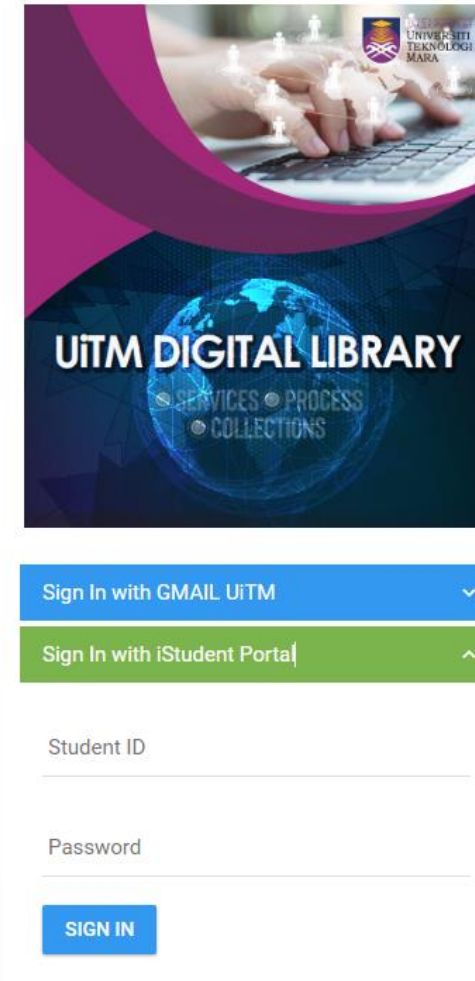 UNIVERSITI
TEKNOLOGI
MARA
UiTM DIGITAL LIBRARY
SERVICES PROCESS
COLLECTIONS
Sign In with GMAIL UiTM
Sign In with iStudent Portal
Student ID
Password
SIGN IN